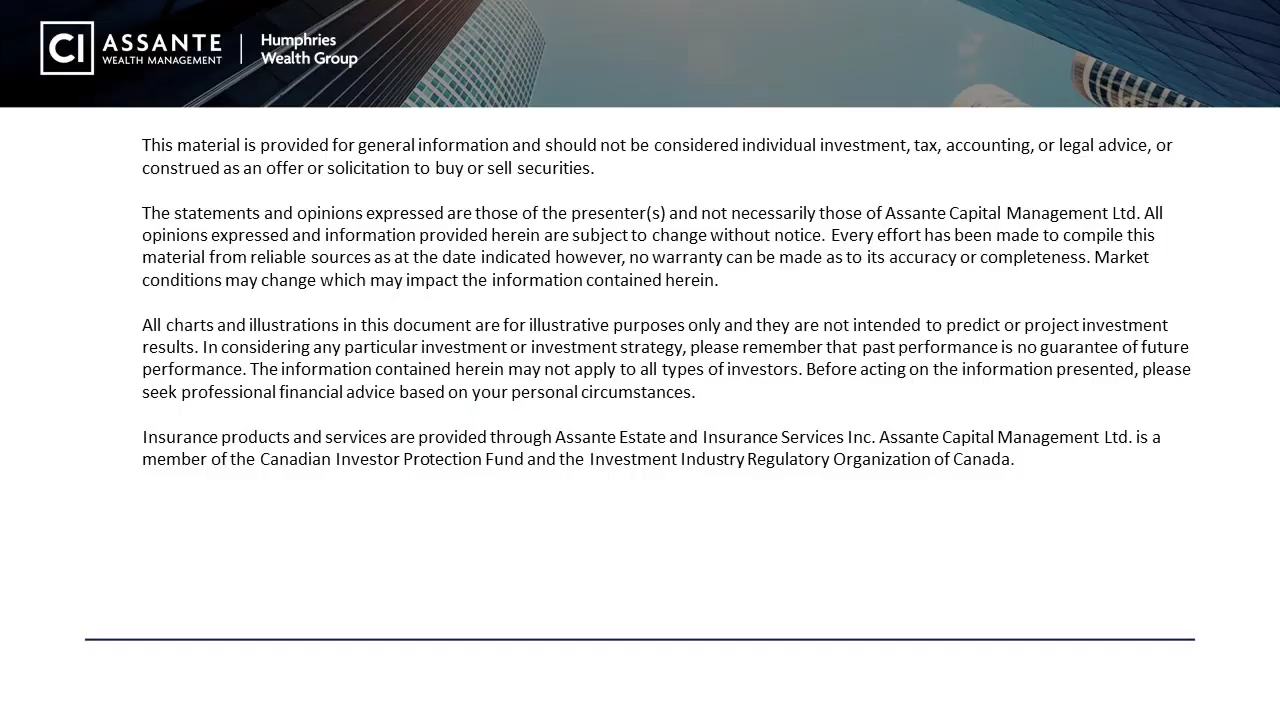 CI ASSANTE
WEALTH MANAGEMENT
Humphries
Wealth Group
This material is provided for general information and should not be considered individual investment, tax, accounting, or legal advice, or
construed as an offer or solicitation to buy or sell securities.
The statements and opinions expressed are those of the presenter(s) and not necessarily those of Assante Capital Management Ltd. All
opinions expressed and information provided herein are subject to change without notice. Every effort has been made to compile this
material from reliable sources as at the date indicated however, no warranty can be made as to its accuracy or completeness. Market
conditions may change which may impact the information contained herein.
All charts and illustrations in this document are for illustrative purposes only and they are not intended to predict or project investment
results. In considering any particular investment or investment strategy, please remember that past performance is no guarantee of future
performance. The information contained herein may not apply to all types of investors. Before acting on the information presented, please
seek professional financial advice based on your personal circumstances.
Insurance products and services are provided through Assante Estate and Insurance Services Inc. Assante Capital Management Ltd. is a
member of the Canadian Investor Protection Fund and the Investment Industry Regulatory Organization of Canada.